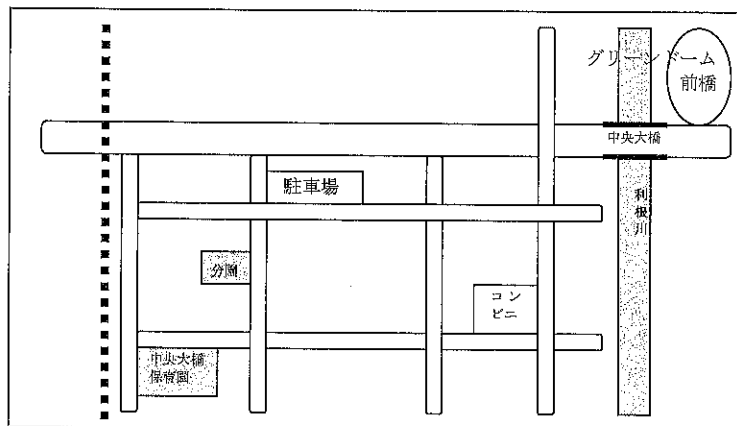 グリーンドーム
前橋
中央大橋
駐車場
利根川
分園
コン
ビニ
中央大橋
保育園